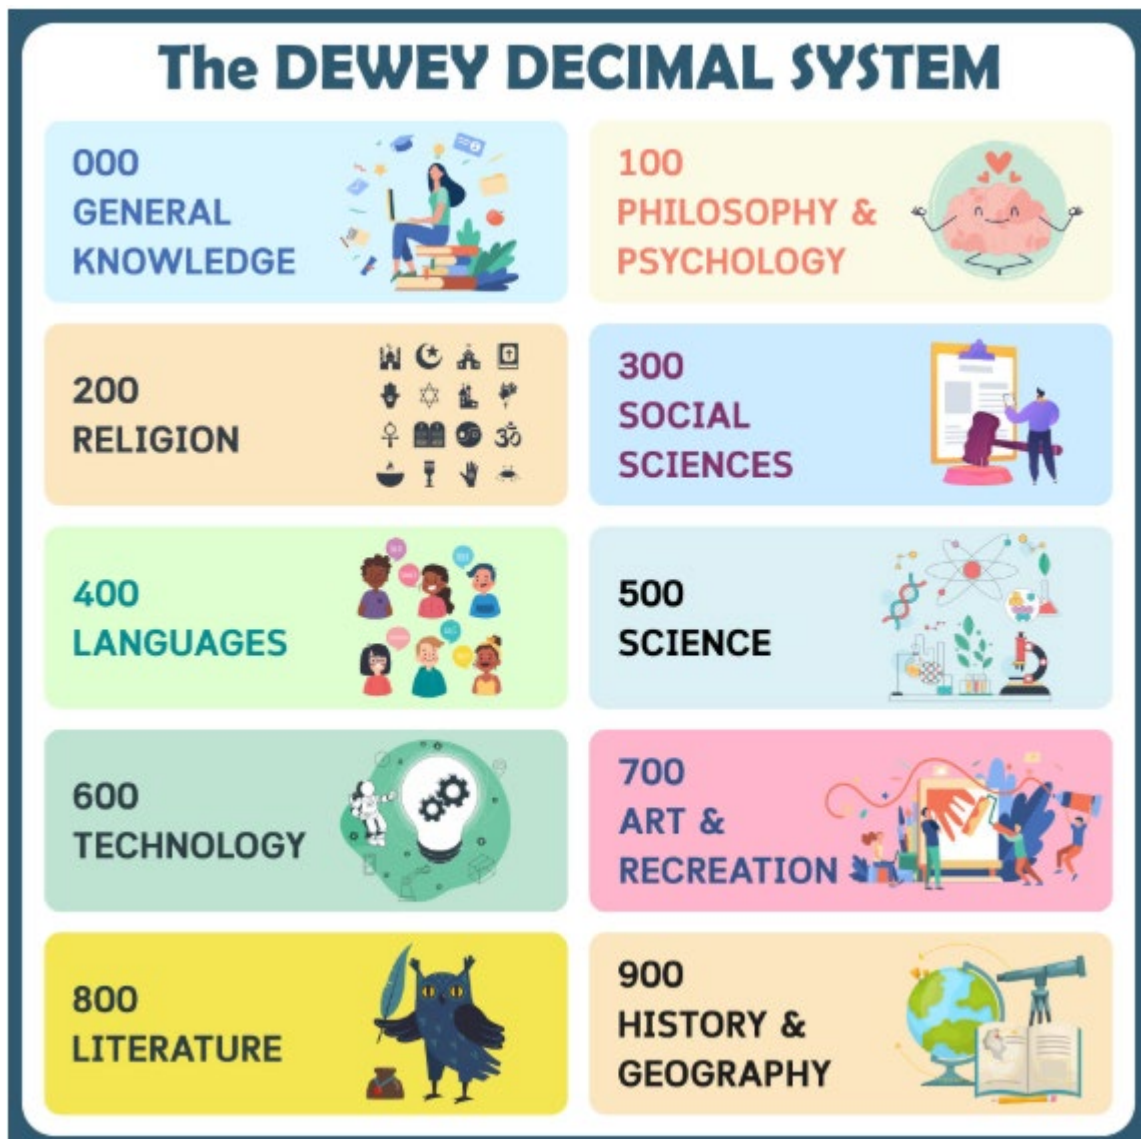 The DEWEY DECIMAL SYSTEM
000
GENERAL
KNOWLEDGE
100
PHILOSOPHY &
PSYCHOLOGY
200
RELIGION
300
SOCIAL
SCIENCES
400
LANGUAGES
500
SCIENCE
600
TECHNOLOGY
700
ART &
RECREATION
800
LITERATURE
900
HISTORY &
GEOGRAPHY